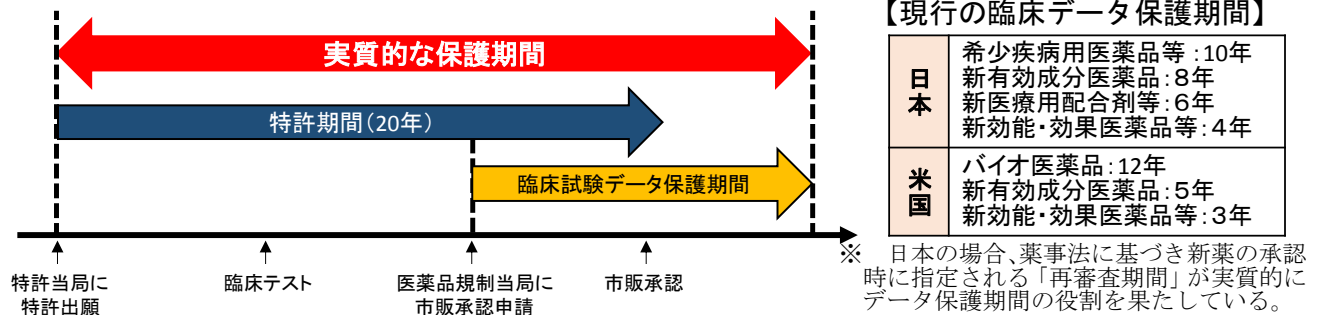 実質的な保護期間
特許期間(20年)
臨床試験データ保護期間
特許当局に
特許出願
臨床テスト
医薬品規制当局に
市販承認申請
市販承認
【現行の臨床データ保護期間】
日本
希少疾病用医薬品等:10年
新有効成分医薬品:8年
新医療用配合剤等:6年
新効能・効果医薬品等:4年
米国
バイオ医薬品:12年
新有効成分医薬品:5年
新効能・効果医薬品等:3年
※ 日本の場合、薬事法に基づき新薬の承認
時に指定される「再審査期間」が実質的に
データ保護期間の役割を果たしている。